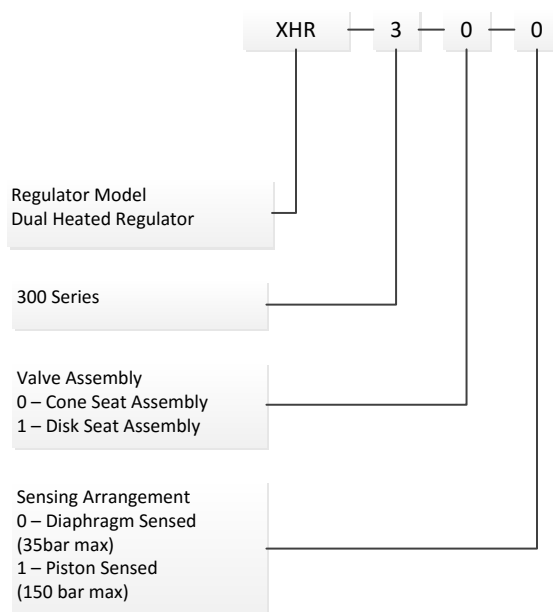 XHR 3 0 0
Regulator Model
Dual Heated Regulator
300 Series
Valve Assembly
0 – Cone Seat Assembly
1 – Disk Seat Assembly
Sensing Arrangement
0 – Diaphragm Sensed
(35bar max)
1 – Piston Sensed
(150 bar max)